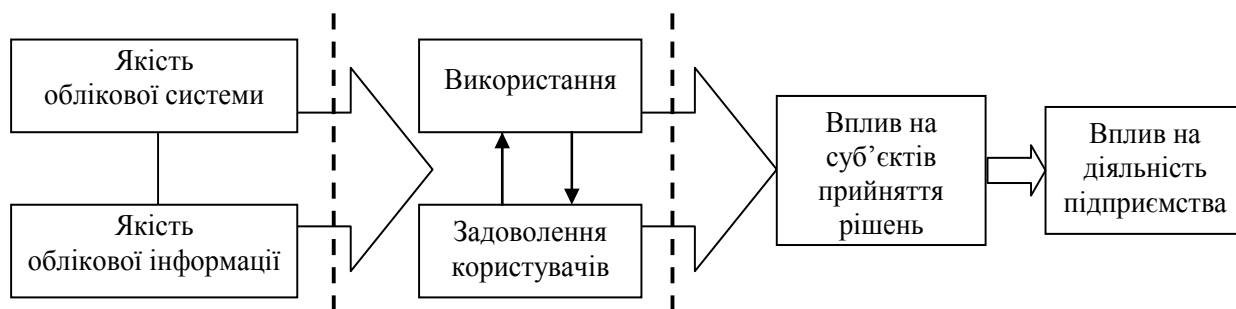 Якість
облікової системи
Якість
облікової інформації
Використання
Задоволення
користувачів
Вплив на
суб’єктів
прийняття
рішень
Вплив на
діяльність
підприємства